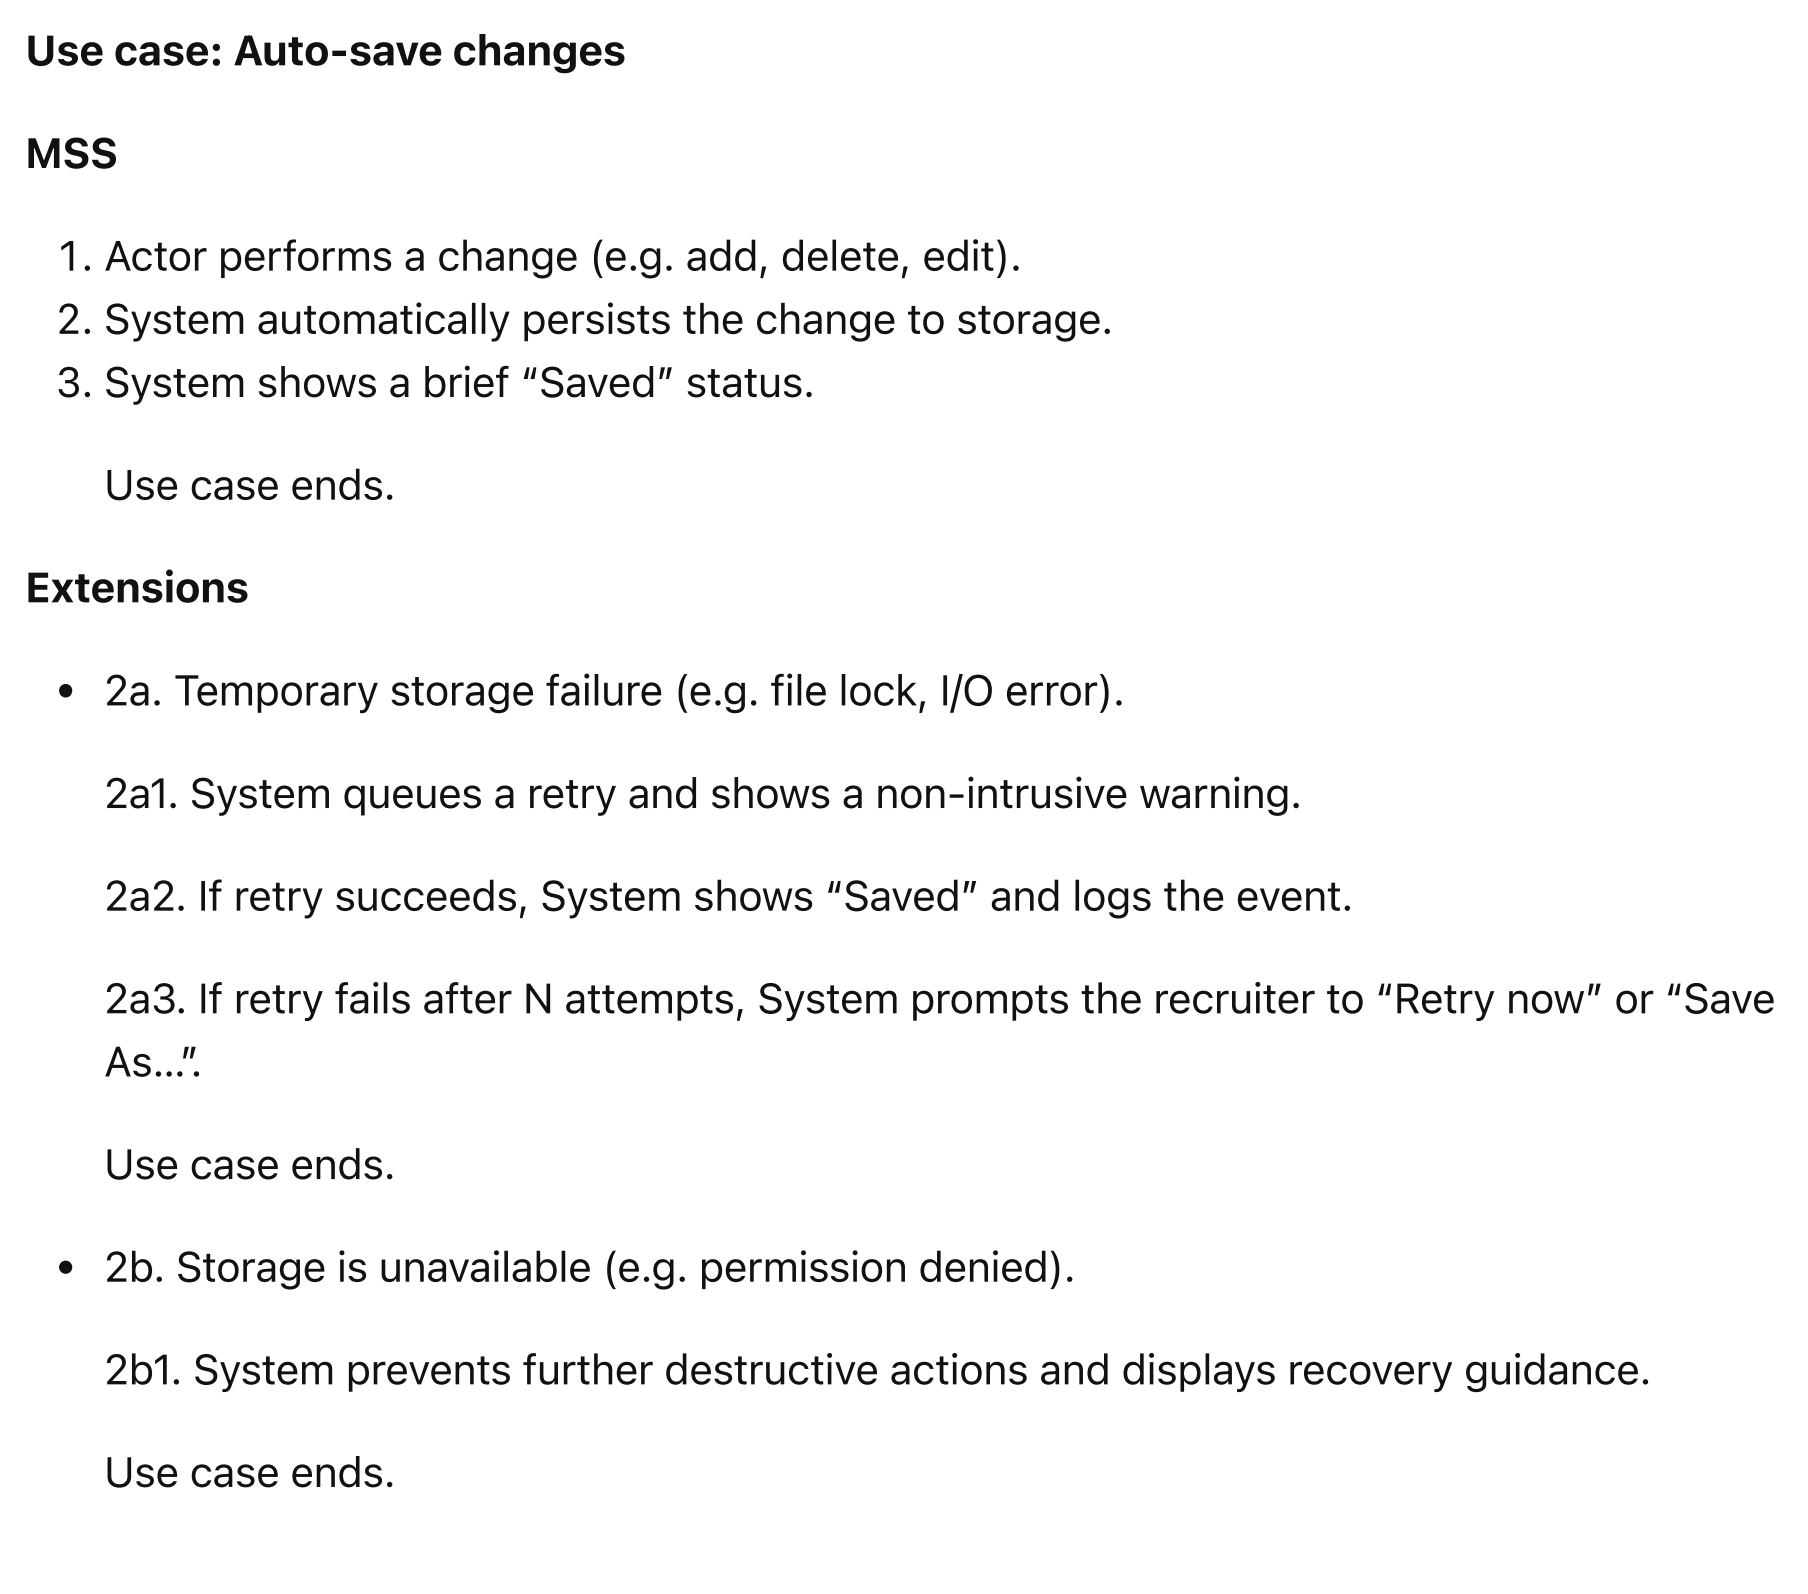 Use case: Auto-save changes
MSS
1. Actor performs a change (e.g. add, delete, edit).
2. System automatically persists the change to storage.
3. System shows a brief “Saved” status.
Use case ends.
Extensions
• 2a. Temporary storage failure (e.g. file lock, I/O error).
2a1. System queues a retry and shows a non-intrusive warning.
2a2. If retry succeeds, System shows “Saved” and logs the event.
2a3. If retry fails after N attempts, System prompts the recruiter to “Retry now” or “Save
As…”.
Use case ends.
• 2b. Storage is unavailable (e.g. permission denied).
2b1. System prevents further destructive actions and displays recovery guidance.
Use case ends.